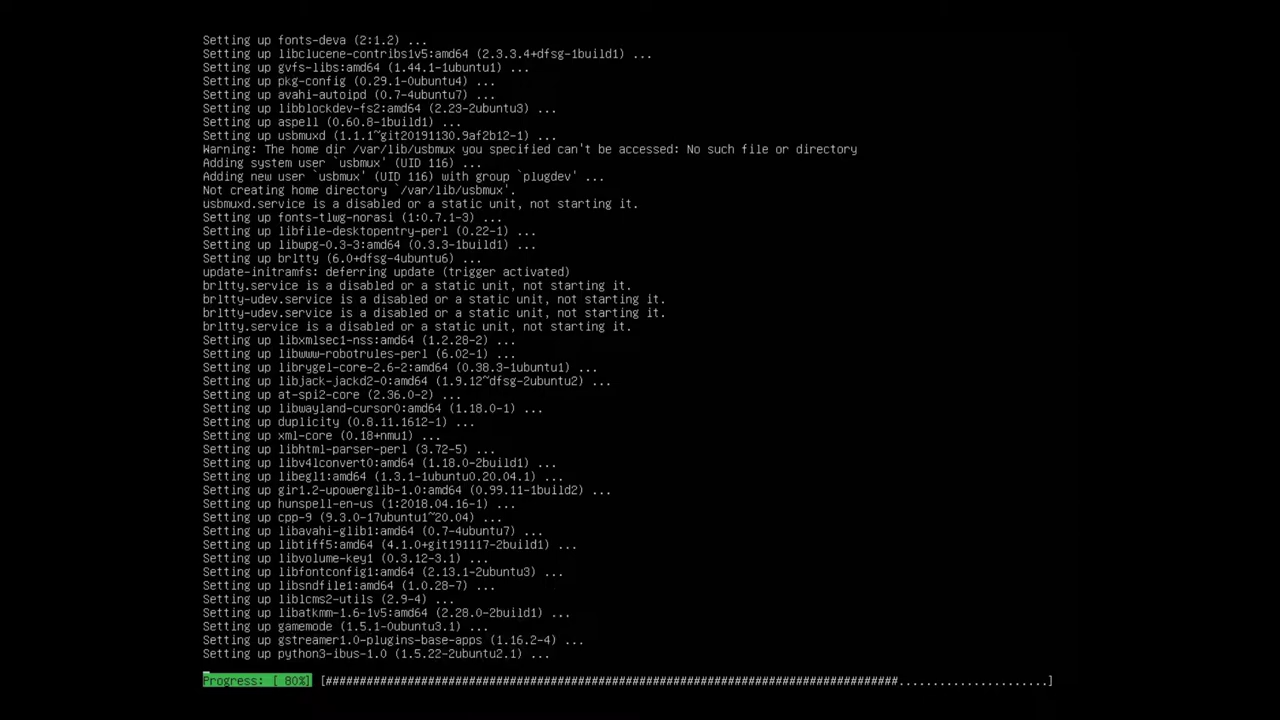 Setting up fonts-deva (2:1.2) ...
Setting up libclucene-contribs1v5:amd64 (2.3.3.4+dfsg-1build1) ...
Setting up gvfs-libs:amd64 (1.44.1-1ubuntu1) ...
Setting up pkg-config (0.29.1-0ubuntu4) ...
Setting up avahi-autoipd (0.7-4ubuntu7) ...
Setting up libblockdev-fs2:amd64 (2.23-2ubuntu3) ...
Setting up aspell (0.60.8-1build1) ...
Setting up usbmuxd (1.1.1~git20191130.9af2b12-1) ...
Warning: The home dir /var/lib/usbmux you specified can't be accessed: No such file or directory
Adding system user `usbmux' (UID 116) ...
Adding new user `usbmux' (UID 116) with group `plugdev' ...
Not creating home directory `/var/lib/usbmux'.
usbmuxd.service is a disabled or a static unit, not starting it.
Setting up fonts-tlwg-norasi (1:0.7.1-3) ...
Setting up libfile-desktopentry-perl (0.22-1) ...
Setting up libwpg-0.3-3:amd64 (0.3.3-1build1) ...
Setting up brltty (6.0+dfsg-4ubuntu6) ...
update-initramfs: deferring update (trigger activated)
brltty.service is a disabled or a static unit, not starting it.
brltty-udev.service is a disabled or a static unit, not starting it.
brltty-udev.service is a disabled or a static unit, not starting it.
brltty.service is a disabled or a static unit, not starting it.
Setting up libxmlsec1-nss:amd64 (1.2.28-2) ...
Setting up libwww-robotrules-perl (6.02-1) ...
Setting up librygel-core-2.6-2:amd64 (0.38.3-1ubuntu1) ...
Setting up libjack-jackd2-0:amd64 (1.9.12~dfsg-2ubuntu2) ...
Setting up at-spi2-core (2.36.0-2) ...
Setting up libwayland-cursor0:amd64 (1.18.0-1) ...
Setting up duplicity (0.8.11.1612-1) ...
Setting up xml-core (0.18+nmu1) ...
Setting up libhtml-parser-perl (3.72-5) ...
Setting up libv4lconvert0:amd64 (1.18.0-2build1) ...
Setting up libegl1:amd64 (1.3.1-1ubuntu0.20.04.1) ...
Setting up gir1.2-upowerglib-1.0:amd64 (0.99.11-1build2) ...
Setting up hunspell-en-us (1:2018.04.16-1) ...
Setting up cpp-9 (9.3.0-17ubuntu1~20.04) ...
Setting up libavahi-glib1:amd64 (0.7-4ubuntu7) ...
Setting up libtiff5:amd64 (4.1.0+git191117-2build1) ...
Setting up libvolume-key1 (0.3.12-3.1) ...
Setting up libfontconfig1:amd64 (2.13.1-2ubuntu3) ...
Setting up libsndfile1:amd64 (1.0.28-7) ...
Setting up liblcms2-utils (2.9-4) ...
Setting up libatkmm-1.6-1v5:amd64 (2.28.0-2build1) ...
Setting up gamemode (1.5.1-0ubuntu3.1) ...
Setting up gstreamer1.0-plugins-base-apps (1.16.2-4) ...
Setting up python3-ibus-1.0 (1.5.22-2ubuntu2.1) ...
Progress: [ 80%] [####################################################################################......................]